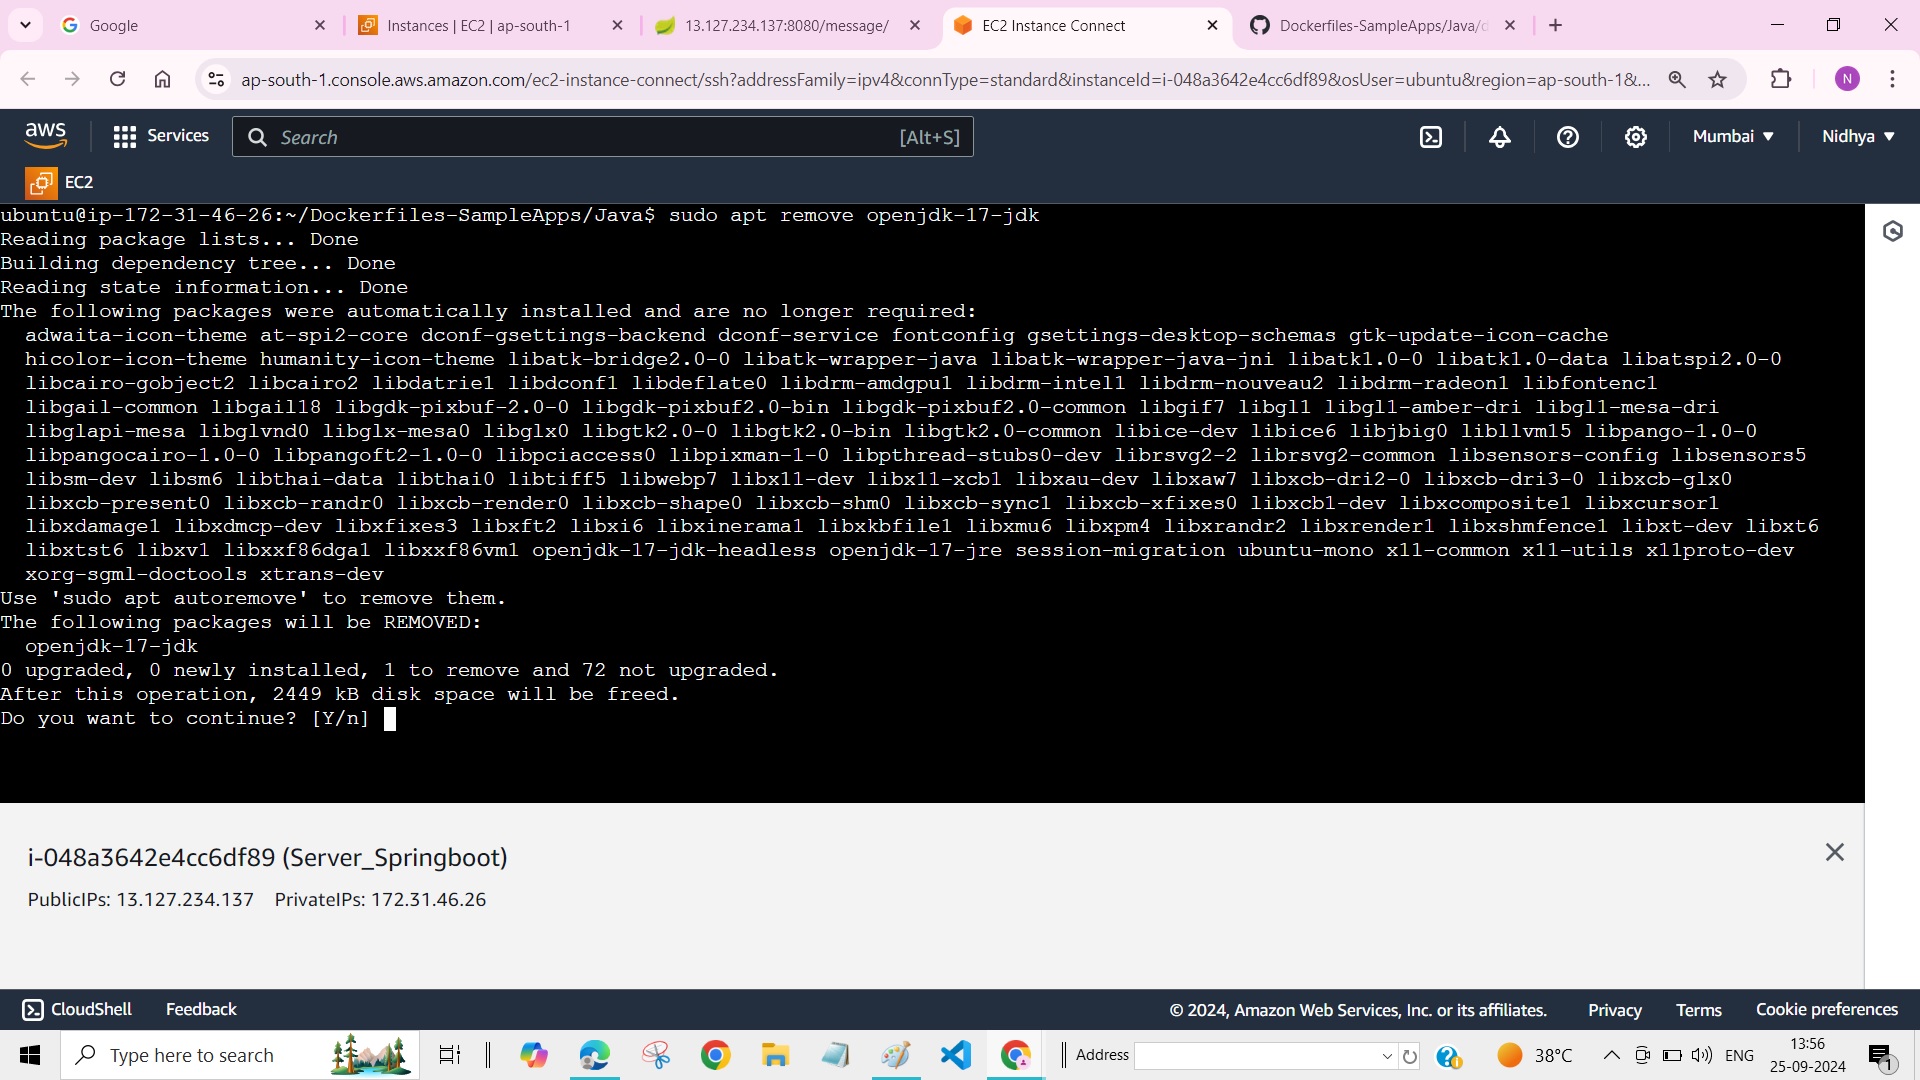 Google
Instances | EC2 | ap-south-1
13.127.234.137:8080/message/
EC2 Instance Connect
Dockerfiles-SampleApps/Java/d
ap-south-1.console.aws.amazon.com/ec2-instance-connect/ssh?addressFamily=ipv4&connType=standard&instanceId=i-048a3642e4cc6df89&osUser=ubuntu&region=ap-south-1&...
N
aws
Services
Search
[Alt+S]
Mumbai
Nidhya
EC2
ubuntu@ip-172-31-46-26:~/Dockerfiles-SampleApps/Java$ sudo apt remove openjdk-17-jdk
Reading package lists... Done
Building dependency tree... Done
Reading state information... Done
The following packages were automatically installed and are no longer required:
adwaita-icon-theme at-spi2-core dconf-gsettings-backend dconf-service fontconfig gsettings-desktop-schemas gtk-update-icon-cache
hicolor-icon-theme humanity-icon-theme libatk-bridge2.0-0 libatk-wrapper-java libatk-wrapper-java-jni libatk1.0-0 libatk1.0-data libatspi2.0-0
libcairo-gobject2 libcairo2 libdatrie1 libdconf1 libdeflate0 libdrm-amdgpu1 libdrm-intel1 libdrm-nouveau2 libdrm-radeon1 libfontenc1
libgail-common libgail18 libgdk-pixbuf-2.0-0 libgdk-pixbuf2.0-bin libgdk-pixbuf2.0-common libgif7 libgl1 libgl1-amber-dri libgl1-mesa-dri
libglapi-mesa libglvnd0 libglx-mesa0 libglx0 libgtk2.0-0 libgtk2.0-bin libgtk2.0-common libice-dev libice6 libjbig0 libllvm15 libpango-1.0-0
libpangocairo-1.0-0 libpangoft2-1.0-0 libpciaccess0 libpixman-1-0 libpthread-stubs0-dev librsvg2-2 librsvg2-common libsensors-config libsensors5
libsm-dev libsm6 libthai-data libthai0 libtiff5 libwebp7 libx11-dev libx11-xcb1 libxau-dev libxaw7 libxcb-dri2-0 libxcb-dri3-0 libxcb-glx0
libxcb-present0 libxcb-randr0 libxcb-render0 libxcb-shape0 libxcb-shm0 libxcb-sync1 libxcb-xfixes0 libxcb1-dev libxcomposite1 libxcursor1
libxdamage1 libxdmcp-dev libxfixes3 libxft2 libxi6 libxinerama1 libxkbfile1 libxmu6 libxpm4 libxrandr2 libxrender1 libxshmfence1 libxt-dev libxt6
libxtst6 libxv1 libxxf86dga1 libxxf86vm1 openjdk-17-jdk-headless openjdk-17-jre session-migration ubuntu-mono x11-common x11-utils x11proto-dev
xorg-sgml-doctools xtrans-dev
Use 'sudo apt autoremove' to remove them.
The following packages will be REMOVED:
openjdk-17-jdk
0 upgraded, 0 newly installed, 1 to remove and 72 not upgraded.
After this operation, 2449 kB disk space will be freed.
Do you want to continue? [Y/n]
i-048a3642e4cc6df89 (Server_Springboot)
PublicIPs: 13.127.234.137 PrivateIPs: 172.31.46.26
CloudShell
Feedback
© 2024, Amazon Web Services, Inc. or its affiliates.
Privacy
Terms
Cookie preferences
Type here to search
Address
38°C
ENG
13:56
25-09-2024
1